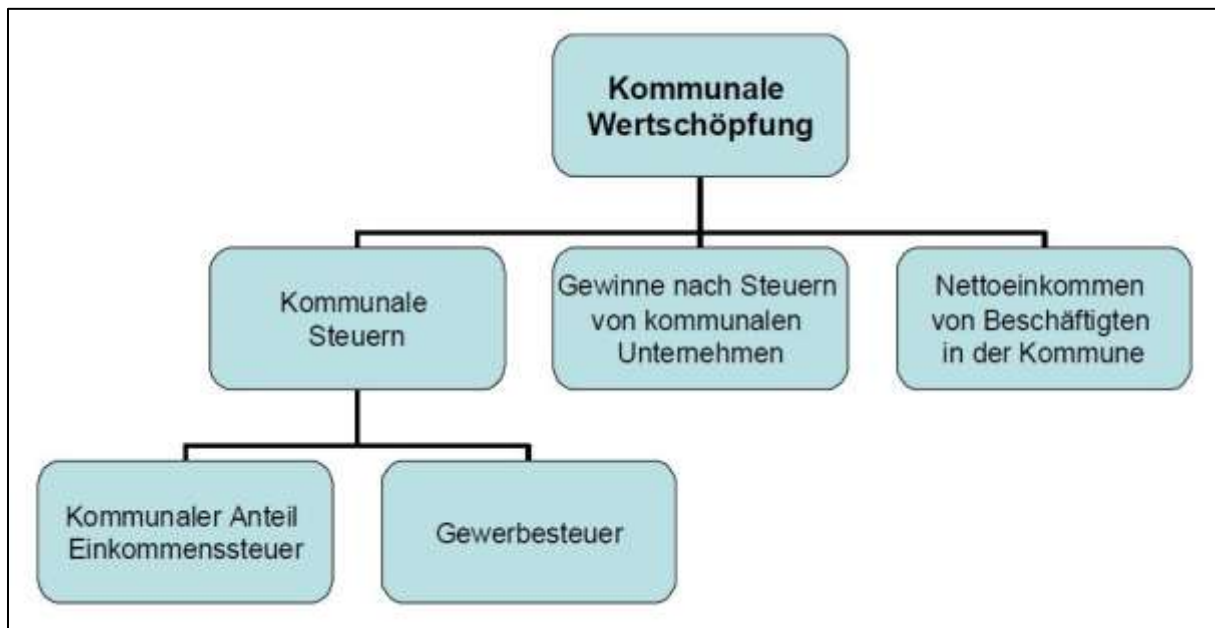 Kommunale
Wertschöpfung
Kommunale
Steuern
Gewinne nach Steuern
von kommunalen
Unternehmen
Nettoeinkommen
von Beschäftigten
in der Kommune
Kommunaler Anteil
Einkommenssteuer
Gewerbesteuer